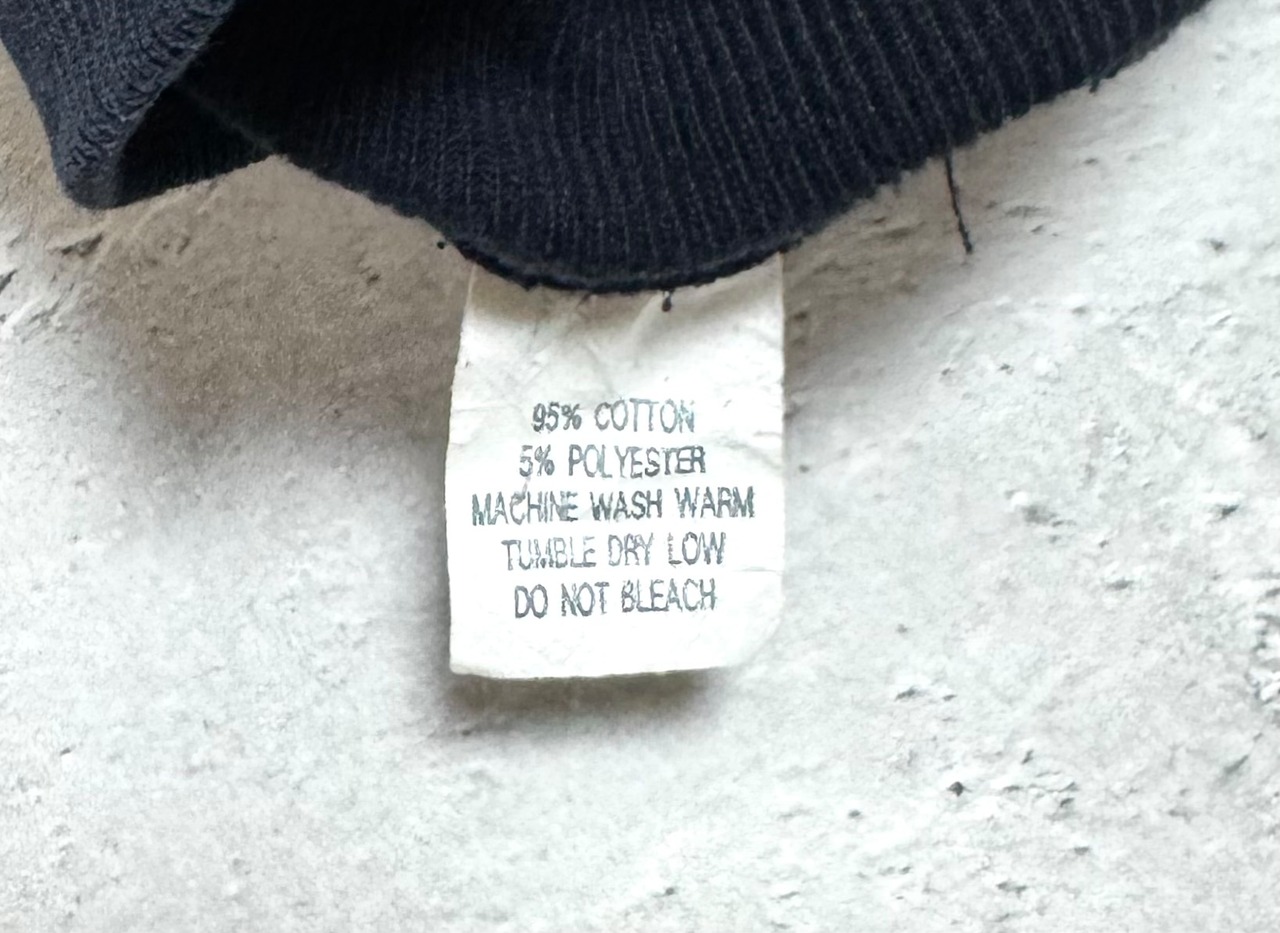 95% COTTON
5% POLYESTER
MACHINE WASH WARM
TUMBLE DRY LOW
DO NOT BLEACH